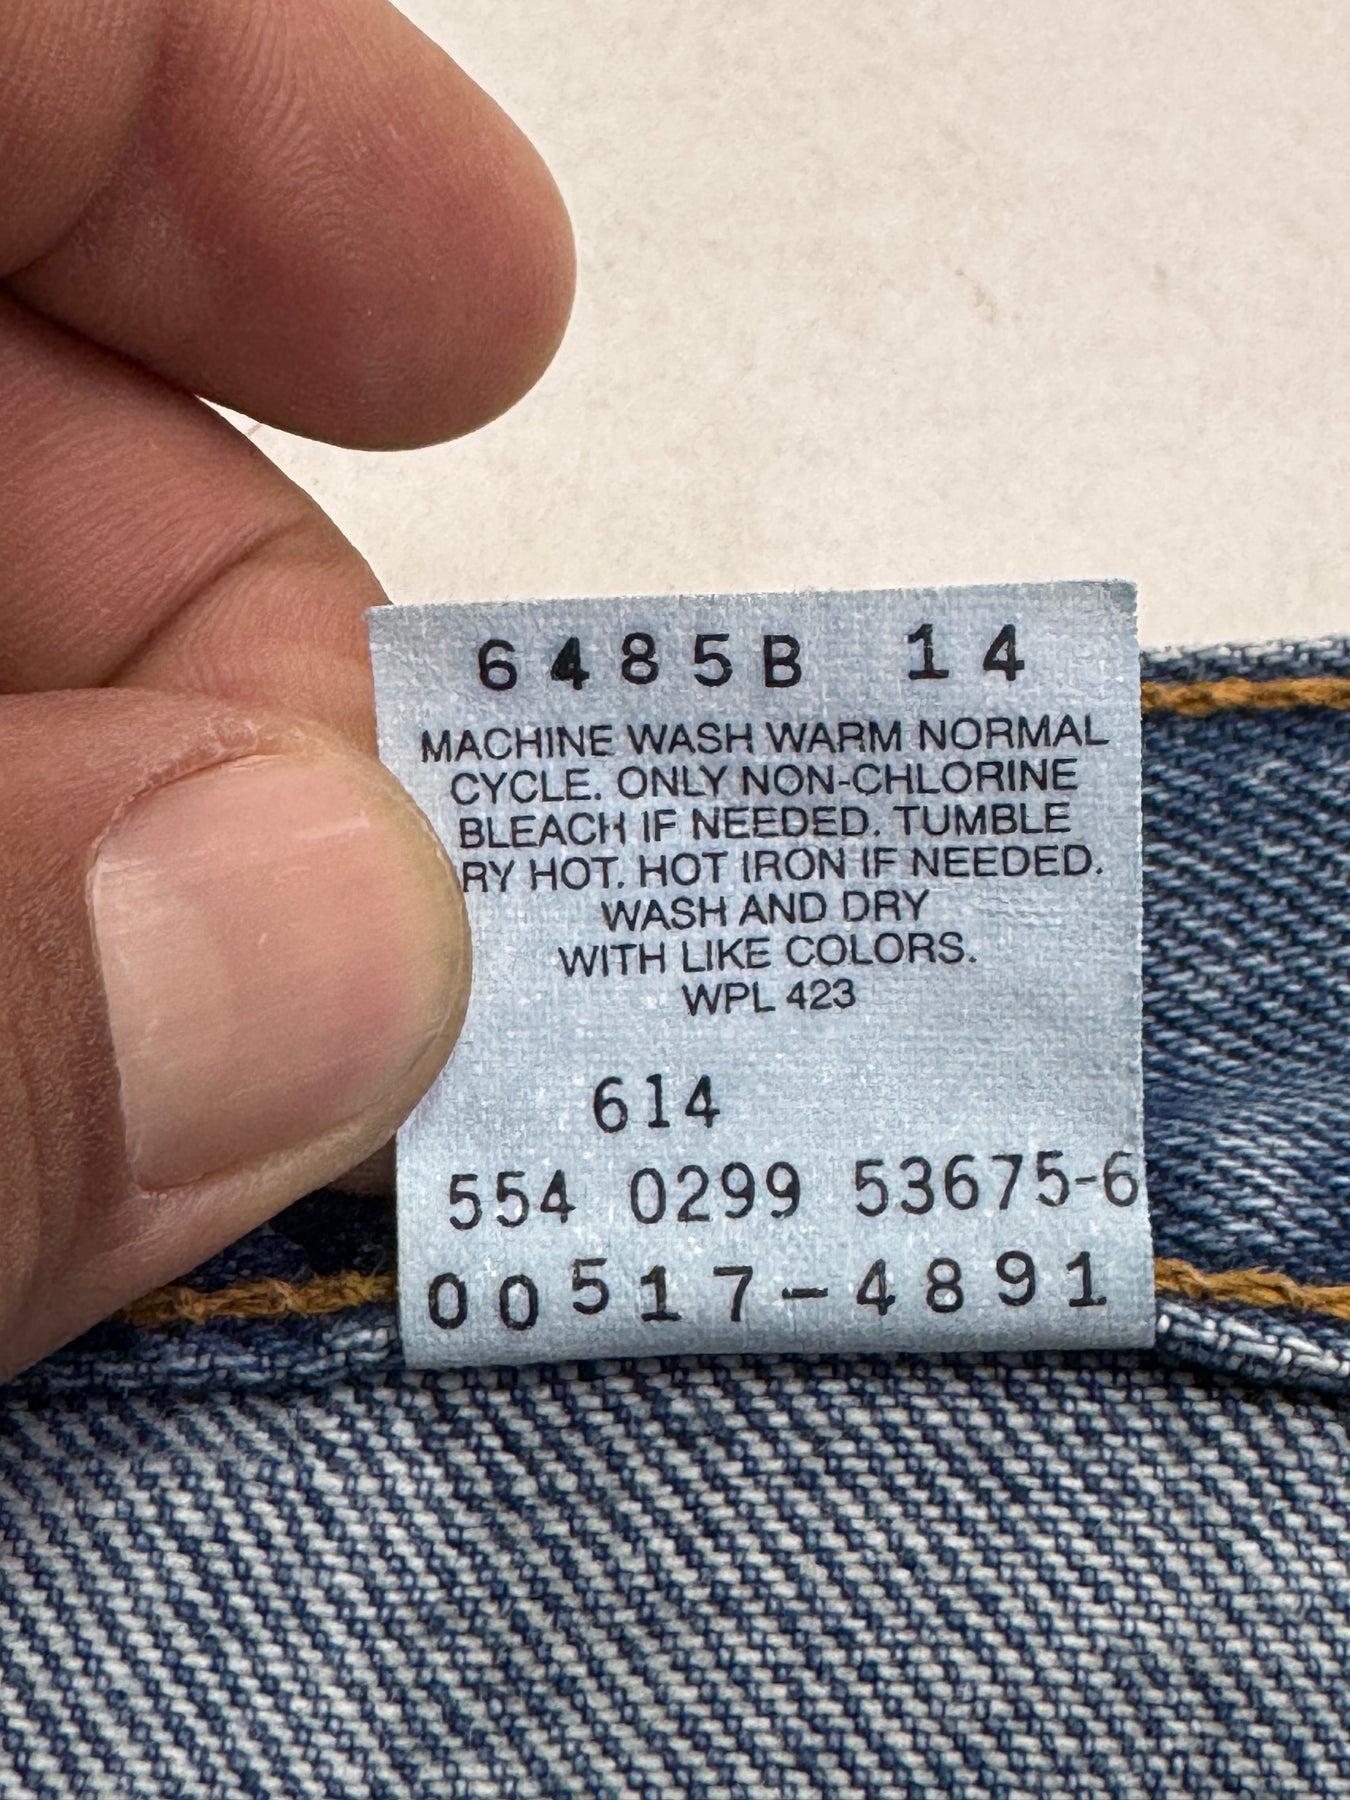 6485B 14
MACHINE WASH WARM NORMAL
CYCLE. ONLY NON-CHLORINE
BLEACH IF NEEDED. TUMBLE
RY HOT. HOT IRON IF NEEDED.
WASH AND DRY
WITH LIKE COLORS.
WPL 423
614
554 0299 53675-6
00517-4891